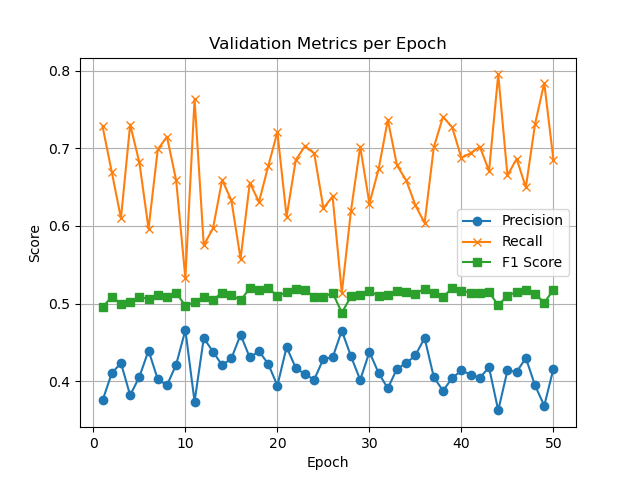 Validation Metrics per Epoch
0.8
0.7
0.6
0.5
0.4
Score
Precision
Recall
F1 Score
0 10 20 30 40 50
Epoch